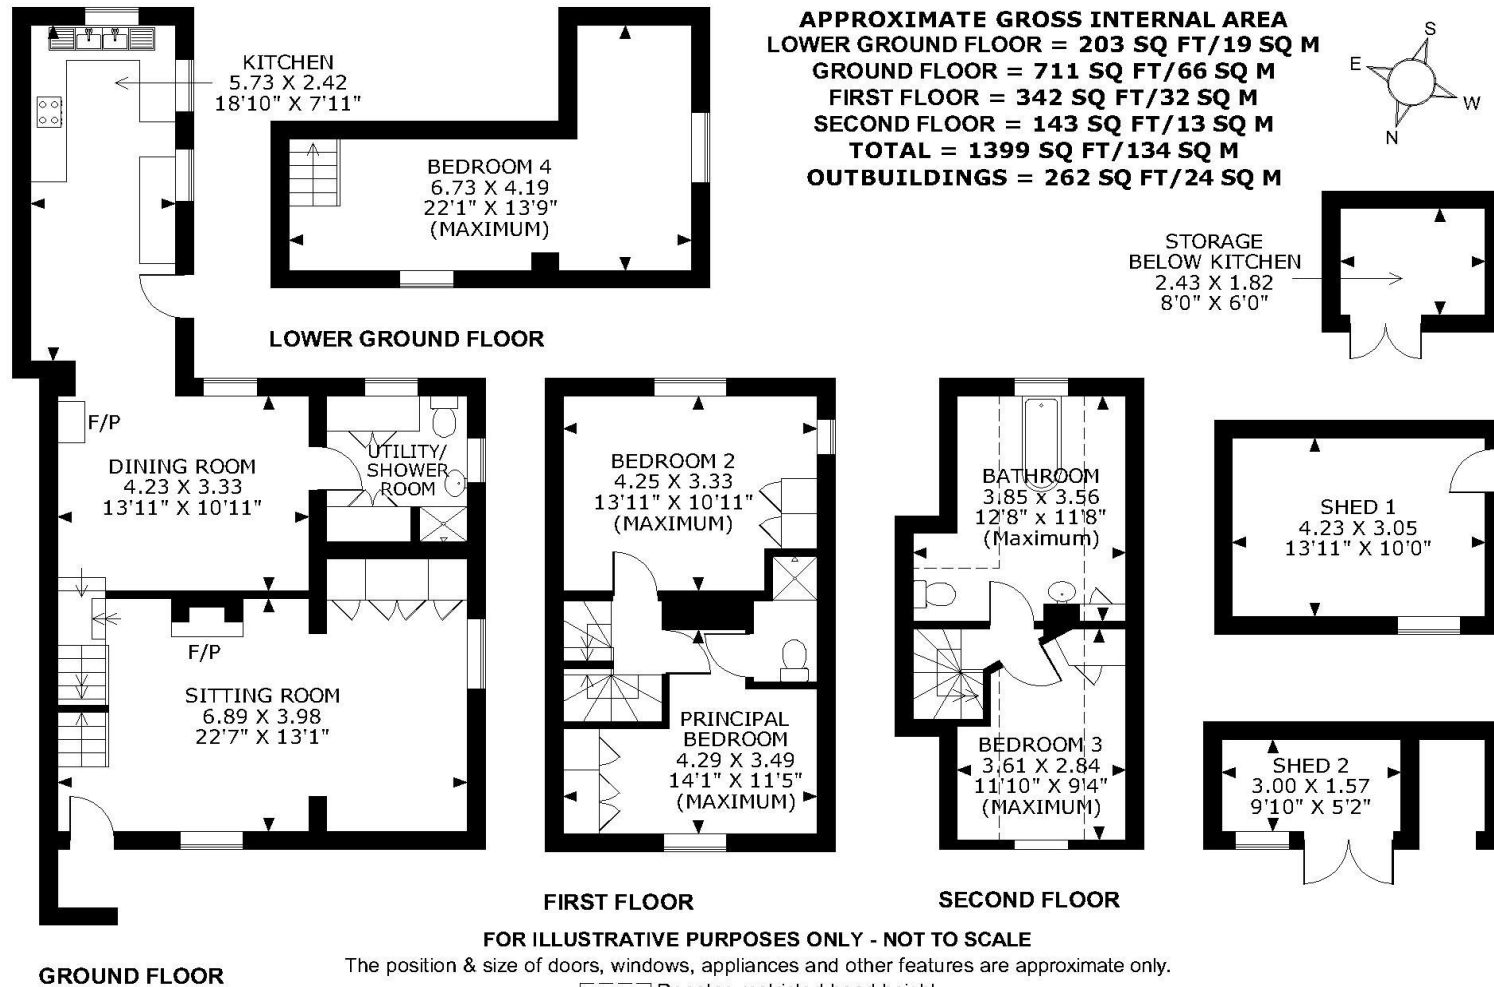 APPROXIMATE GROSS INTERNAL AREA
LOWER GROUND FLOOR = 203 SQ FT/19 SQ M
GROUND FLOOR = 711 SQ FT/66 SQ M
FIRST FLOOR = 342 SQ FT/32 SQ M
SECOND FLOOR = 143 SQ FT/13 SQ M
TOTAL = 1399 SQ FT/134 SQ M
OUTBUILDINGS = 262 SQ FT/24 SQ M
S
E
W
N
KITCHEN
5.73 X 2.42
18'10" X 7'11"
BEDROOM 4
6.73 X 4.19
22'1" X 13'9"
(MAXIMUM)
LOWER GROUND FLOOR
STORAGE
BELOW KITCHEN
2.43 X 1.82
8'0" X 6'0"
F/P
DINING ROOM
4.23 X 3.33
13'11" X 10'11"
UTILITY/
SHOWER
ROOM
F/P
SITTING ROOM
6.89 X 3.98
22'7" X 13'1"
GROUND FLOOR
BEDROOM 2
4.25 X 3.33
13'11" X 10'11"
(MAXIMUM)
PRINCIPAL
BEDROOM
4.29 X 3.49
14'1" X 11'5"
(MAXIMUM)
FIRST FLOOR
BATHROOM
3.85 x 3.56
12'8" x 11'8"
(Maximum)
BEDROOM 3
3.61 X 2.84
11'10" X 9'4"
(MAXIMUM)
SECOND FLOOR
SHED 1
4.23 X 3.05
13'11" X 10'0"
SHED 2
3.00 X 1.57
9'10" X 5'2"
FOR ILLUSTRATIVE PURPOSES ONLY - NOT TO SCALE
The position & size of doors, windows, appliances and other features are approximate only.